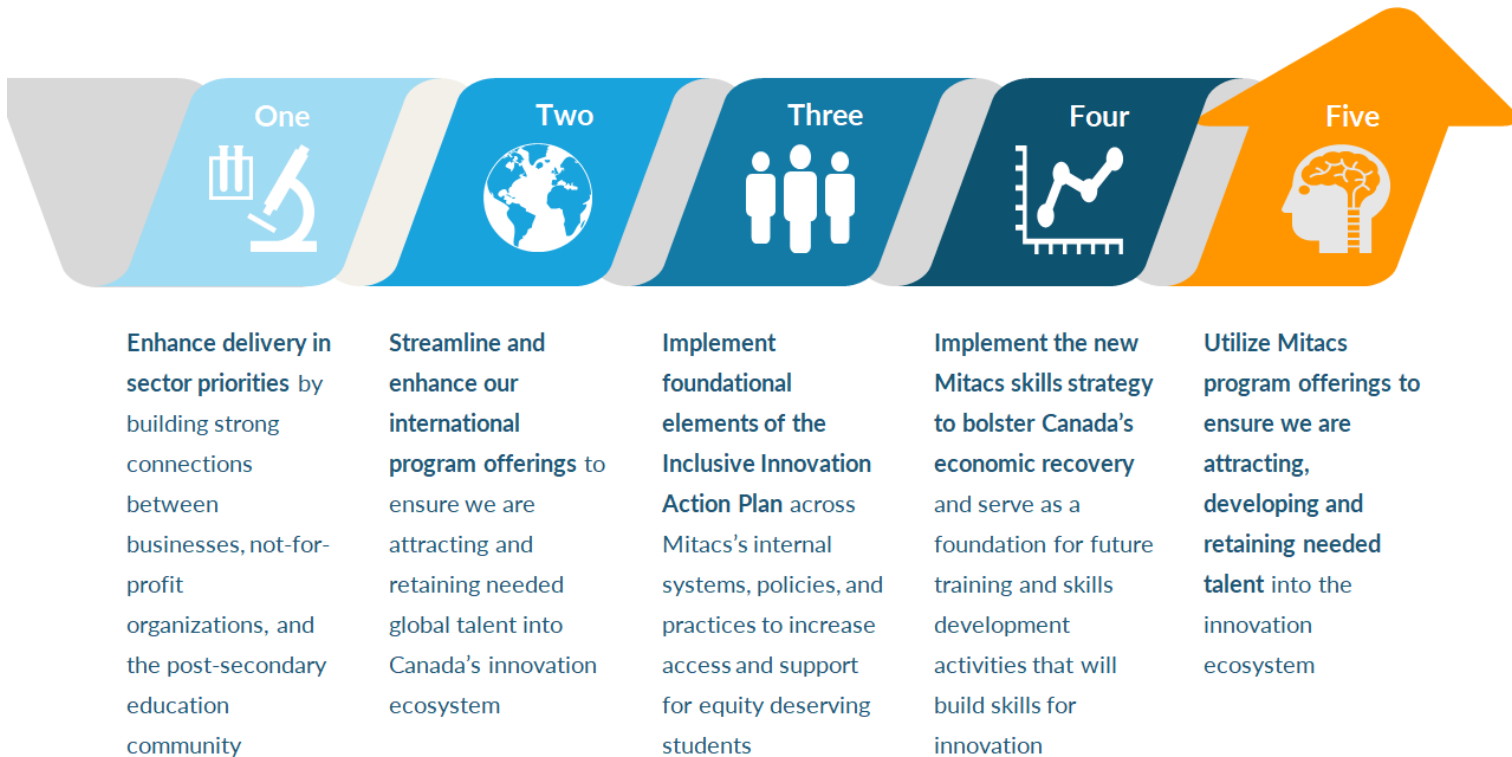 One
Two
Three
Four
Five
Enhance delivery in
sector priorities by
building strong
connections
between
businesses, not-for-
profit
organizations, and
the post-secondary
education
community
Streamline and
enhance our
international
program offerings to
ensure we are
attracting and
retaining needed
global talent into
Canada’s innovation
ecosystem
Implement
foundational
elements of the
Inclusive Innovation
Action Plan across
Mitacs’s internal
systems, policies, and
practices to increase
access and support
for equity deserving
students
Implement the new
Mitacs skills strategy
to bolster Canada’s
economic recovery
and serve as a
foundation for future
training and skills
development
activities that will
build skills for
innovation
Utilize Mitacs
program offerings to
ensure we are
attracting,
developing and
retaining needed
talent into the
innovation
ecosystem